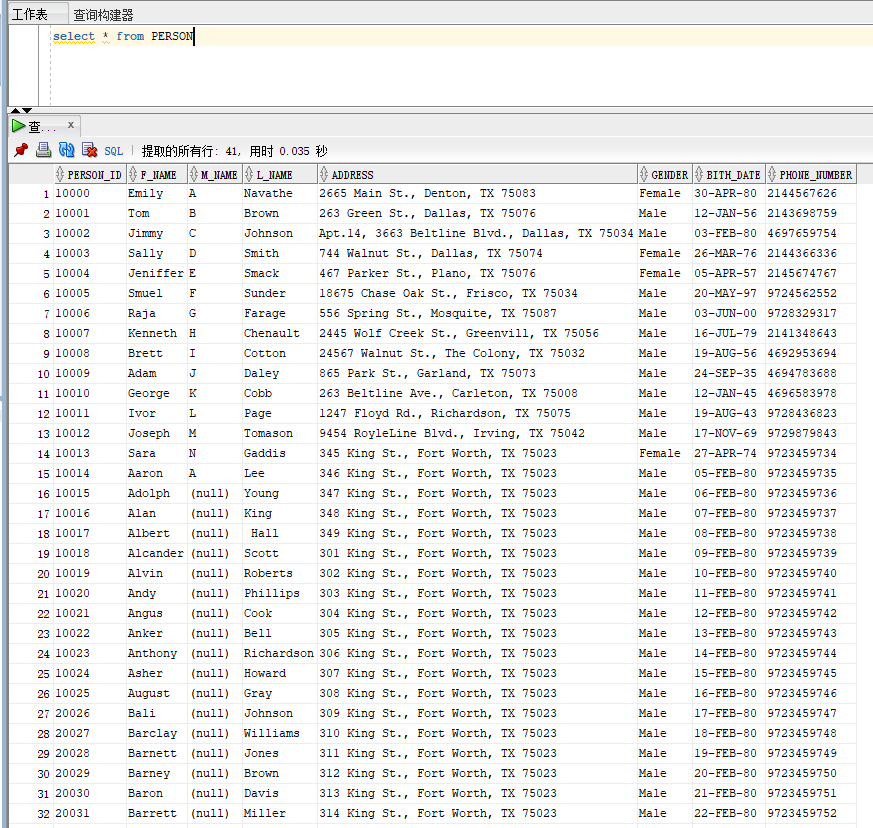 工作表 查询构建器
select * from PERSON
查... x
SQL | 提取的所有行: 41, 用时 0.035 秒
PERSON_ID F_NAME M_NAME L_NAME ADDRESS GENDER BITH_DATE PHONE_NUMBER
1 10000 Emily A Navathe 2665 Main St., Denton, TX 75083 Female 30-APR-80 2144567626
2 10001 Tom B Brown 263 Green St., Dallas, TX 75076 Male 12-JAN-56 2143698759
3 10002 Jimmy C Johnson Apt.14, 3663 Beltline Blvd., Dallas, TX 75034 Male 03-FEB-80 4697659754
4 10003 Sally D Smith 744 Walnut St., Dallas, TX 75074 Female 26-MAR-76 2144366336
5 10004 Jeniffer E Smack 467 Parker St., Plano, TX 75076 Female 05-APR-57 2145674767
6 10005 Smuel F Sunder 18675 Chase Oak St., Frisco, TX 75034 Male 20-MAY-97 9724562552
7 10006 Raja G Farage 556 Spring St., Mosquite, TX 75087 Male 03-JUN-00 9728329317
8 10007 Kenneth H Chenault 2445 Wolf Creek St., Greenvill, TX 75056 Male 16-JUL-79 2141348643
9 10008 Brett I Cotton 24567 Walnut St., The Colony, TX 75032 Male 19-AUG-56 4692953694
10 10009 Adam J Daley 865 Park St., Garland, TX 75073 Male 24-SEP-35 4694783688
11 10010 George K Cobb 263 Beltline Ave., Carleton, TX 75008 Male 12-JAN-45 4696583978
12 10011 Ivor L Page 1247 Floyd Rd., Richardson, TX 75075 Male 19-AUG-43 9728436823
13 10012 Joseph M Tomason 9454 RoyleLine Blvd., Irving, TX 75042 Male 17-NOV-69 9729879843
14 10013 Sara N Gaddis 345 King St., Fort Worth, TX 75023 Female 27-APR-74 9723459734
15 10014 Aaron A Lee 346 King St., Fort Worth, TX 75023 Male 05-FEB-80 9723459735
16 10015 Adolph (null) Young 347 King St., Fort Worth, TX 75023 Male 06-FEB-80 9723459736
17 10016 Alan (null) King 348 King St., Fort Worth, TX 75023 Male 07-FEB-80 9723459737
18 10017 Albert (null) Hall 349 King St., Fort Worth, TX 75023 Male 08-FEB-80 9723459738
19 10018 Alcander (null) Scott 301 King St., Fort Worth, TX 75023 Male 09-FEB-80 9723459739
20 10019 Alvin (null) Roberts 302 King St., Fort Worth, TX 75023 Male 10-FEB-80 9723459740
21 10020 Andy (null) Phillips 303 King St., Fort Worth, TX 75023 Male 11-FEB-80 9723459741
22 10021 Angus (null) Cook 304 King St., Fort Worth, TX 75023 Male 12-FEB-80 9723459742
23 10022 Anker (null) Bell 305 King St., Fort Worth, TX 75023 Male 13-FEB-80 9723459743
24 10023 Anthony (null) Richardson 306 King St., Fort Worth, TX 75023 Male 14-FEB-80 9723459744
25 10024 Asher (null) Howard 307 King St., Fort Worth, TX 75023 Male 15-FEB-80 9723459745
26 10025 August (null) Gray 308 King St., Fort Worth, TX 75023 Male 16-FEB-80 9723459746
27 20026 Bali (null) Johnson 309 King St., Fort Worth, TX 75023 Male 17-FEB-80 9723459747
28 20027 Barclay (null) Williams 310 King St., Fort Worth, TX 75023 Male 18-FEB-80 9723459748
29 20028 Barnett (null) Jones 311 King St., Fort Worth, TX 75023 Male 19-FEB-80 9723459749
30 20029 Barney (null) Brown 312 King St., Fort Worth, TX 75023 Male 20-FEB-80 9723459750
31 20030 Baron (null) Davis 313 King St., Fort Worth, TX 75023 Male 21-FEB-80 9723459751
32 20031 Barrett (null) Miller 314 King St., Fort Worth, TX 75023 Male 22-FEB-80 9723459752